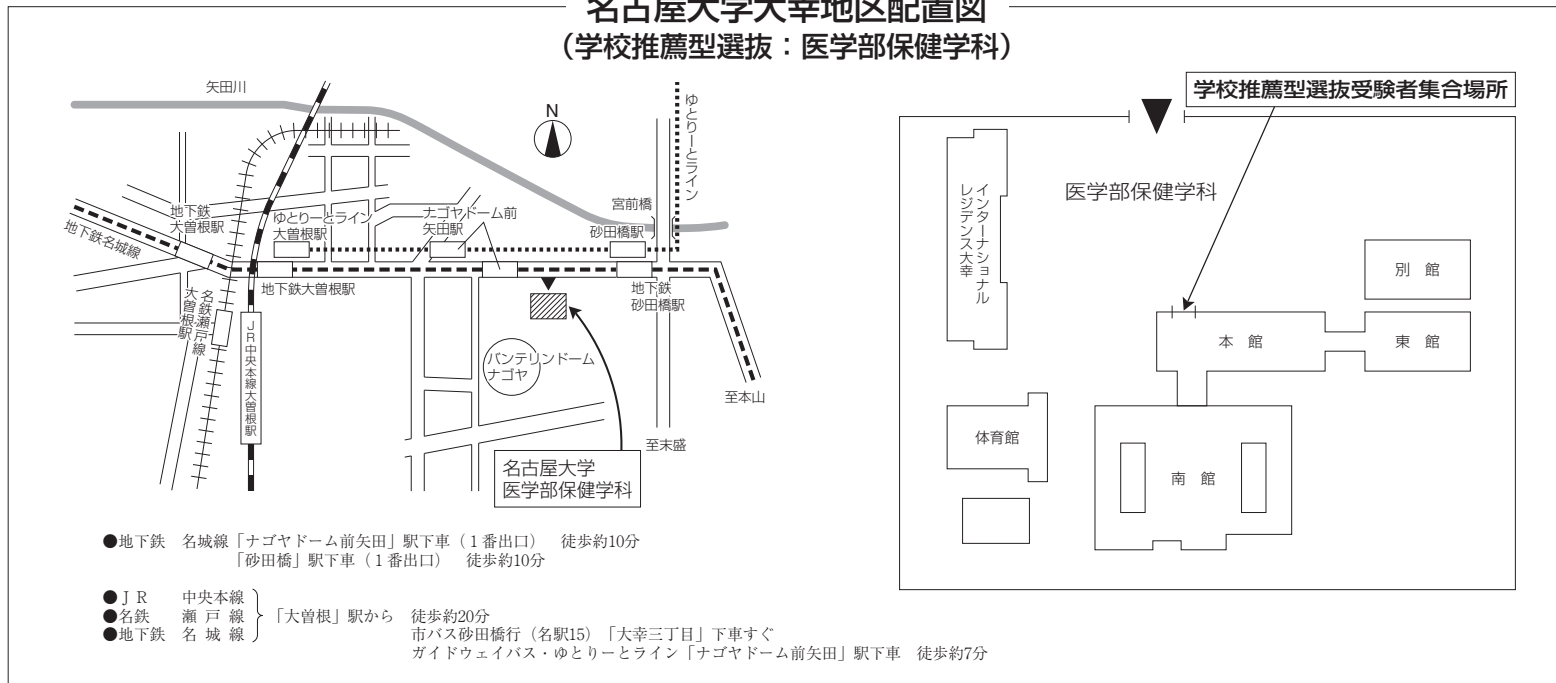 名古屋大学大幸地区配置図
（学校推薦型選抜：医学部保健学科）
矢田川
ゆとりーとライン
N
宮前橋
地下鉄
大曽根駅
地下鉄名城線
ゆとりーとライン
大曽根駅
ナゴヤドーム前
矢田駅
砂田橋駅
地下鉄大曽根駅
地下鉄
砂田橋駅
名鉄瀬戸線
大曽根駅
JR中央本線大曽根駅
バンテリンドーム
ナゴヤ
至本山
至末盛
名古屋大学
医学部保健学科
学校推薦型選抜受験者集合場所
医学部保健学科
インターナショナル
レジデンス大幸
別　館
本　館
東　館
体育館
南　館
●地下鉄　名城線「ナゴヤドーム前矢田」駅下車（１番出口）　徒歩約10分
「砂田橋」駅下車（１番出口）　徒歩約10分
●ＪＲ　中央本線
●名鉄　瀬戸線
●地下鉄　名城線
「大曽根」駅から　徒歩約20分
市バス砂田橋行（名駅15）「大幸三丁目」下車すぐ
ガイドウェイバス・ゆとりーとライン「ナゴヤドーム前矢田」駅下車　徒歩約7分